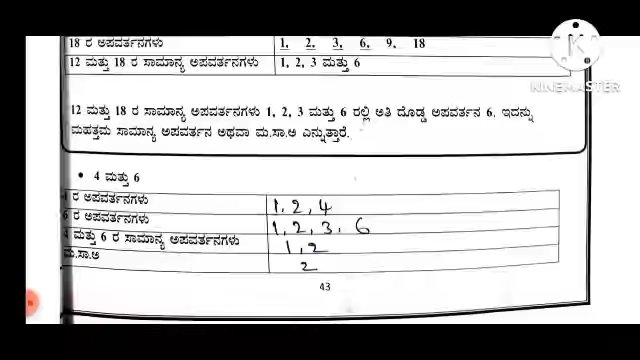 18 ರ ಅಪವರ್ತನಗಳು 1, 2, 3, 6, 9, 18
12 ಮತ್ತು 18 ರ ಸಾಮಾನ್ಯ ಅಪವರ್ತನಗಳು 1, 2, 3 ಮತ್ತು 6
KINEMASTER
12 ಮತ್ತು 18 ರ ಸಾಮಾನ್ಯ ಅಪವರ್ತನಗಳು 1, 2, 3 ಮತ್ತು 6 ರಲ್ಲಿ ಅತಿ ದೊಡ್ಡ ಅಪವರ್ತನ 6. ಇದನ್ನು
ಮಹತ್ತಮ ಸಾಮಾನ್ಯ ಅಪವರ್ತನ ಅಥವಾ ಮ.ಸಾ.ಅ ಎನ್ನುತ್ತಾರೆ.
• 4 ಮತ್ತು 6
4 ರ ಅಪವರ್ತನಗಳು 1, 2, 4
6 ರ ಅಪವರ್ತನಗಳು 1, 2, 3, 6
4 ಮತ್ತು 6 ರ ಸಾಮಾನ್ಯ ಅಪವರ್ತನಗಳು 1, 2
ಮ.ಸಾ.ಅ 2
43